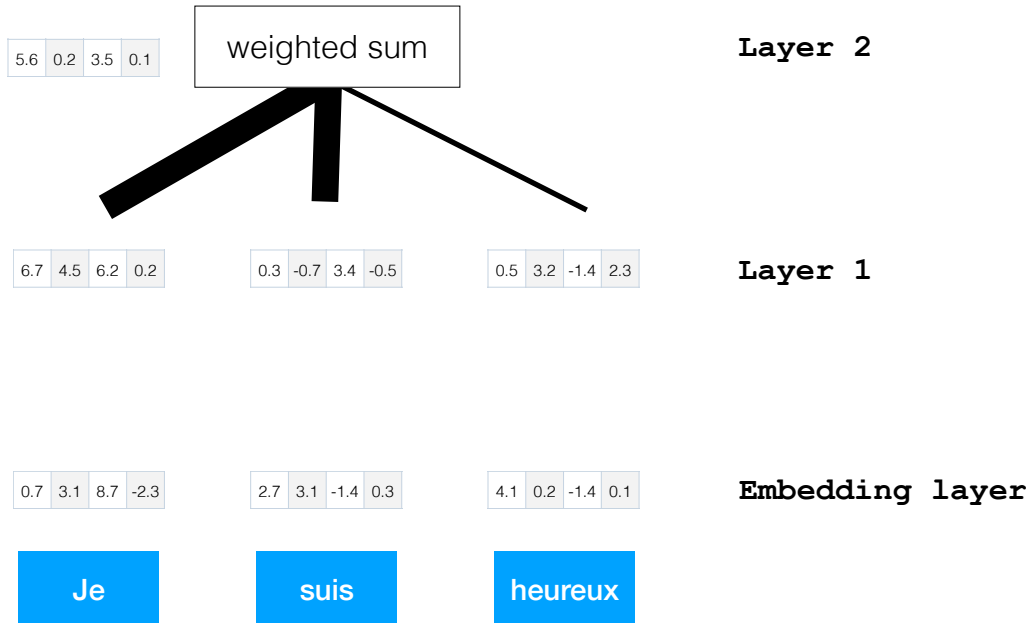 weighted sum
Layer 2
5.6 0.2 3.5 0.1
6.7 4.5 6.2 0.2
0.3 -0.7 3.4 -0.5
0.5 3.2 -1.4 2.3
Layer 1
0.7 3.1 8.7 -2.3
2.7 3.1 -1.4 0.3
4.1 0.2 -1.4 0.1
Embedding layer
Je
suis
heureux